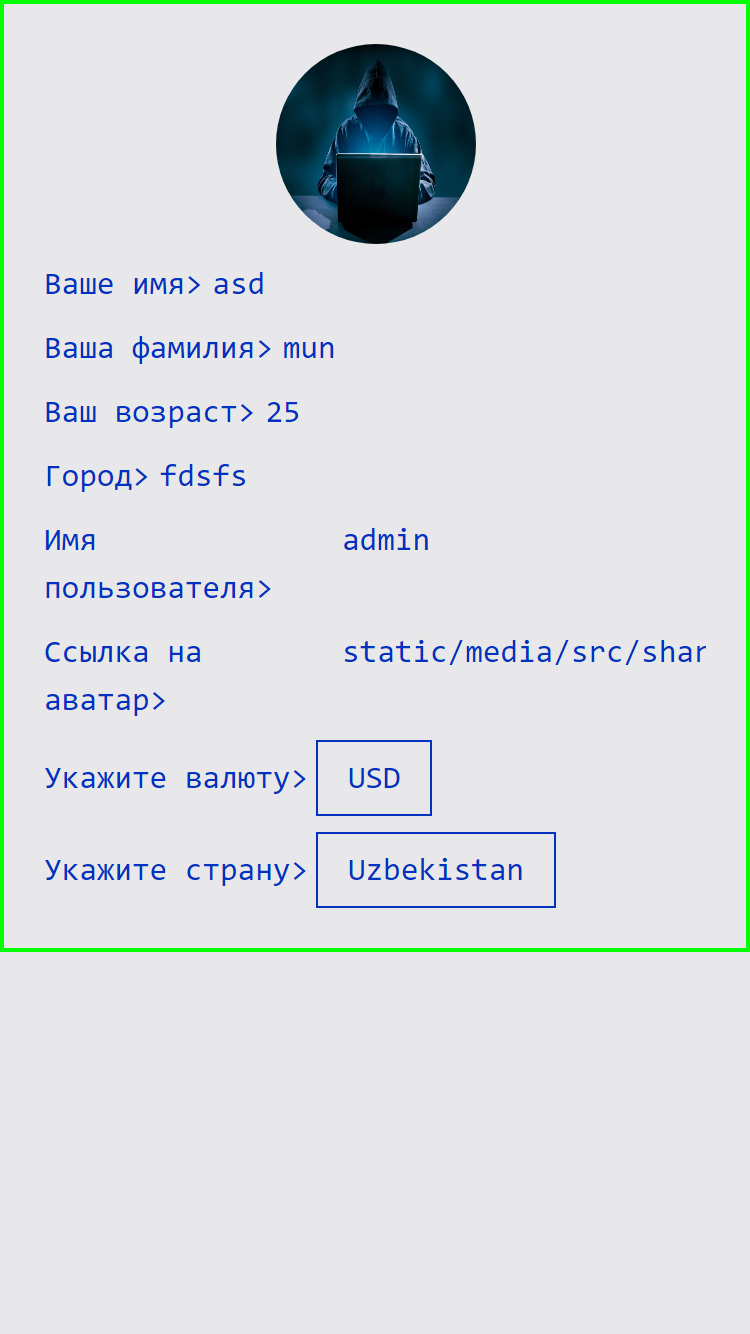 Ваше имя> asd
Ваша фамилия> mun
Ваш возраст> 25
Город> fdsfs
Имя admin
пользователя>
Ссылка на static/media/src/shar
аватар>
Укажите валюту> USD
Укажите страну> Uzbekistan